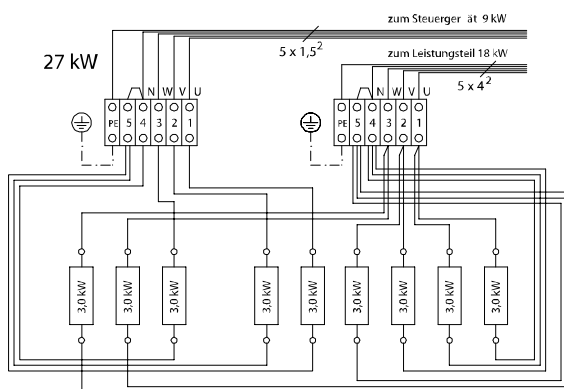 zum Steuerger ät 9 kW
5 x 1,5²
27 kW
zum Leistungsteil 18 kW
5 x 4²
N W V U
PE 5 4 3 2 1
N W V U
PE 5 4 3 2 1
3,0 kW
3,0 kW
3,0 kW
3,0 kW
3,0 kW
3,0 kW
3,0 kW
3,0 kW
3,0 kW